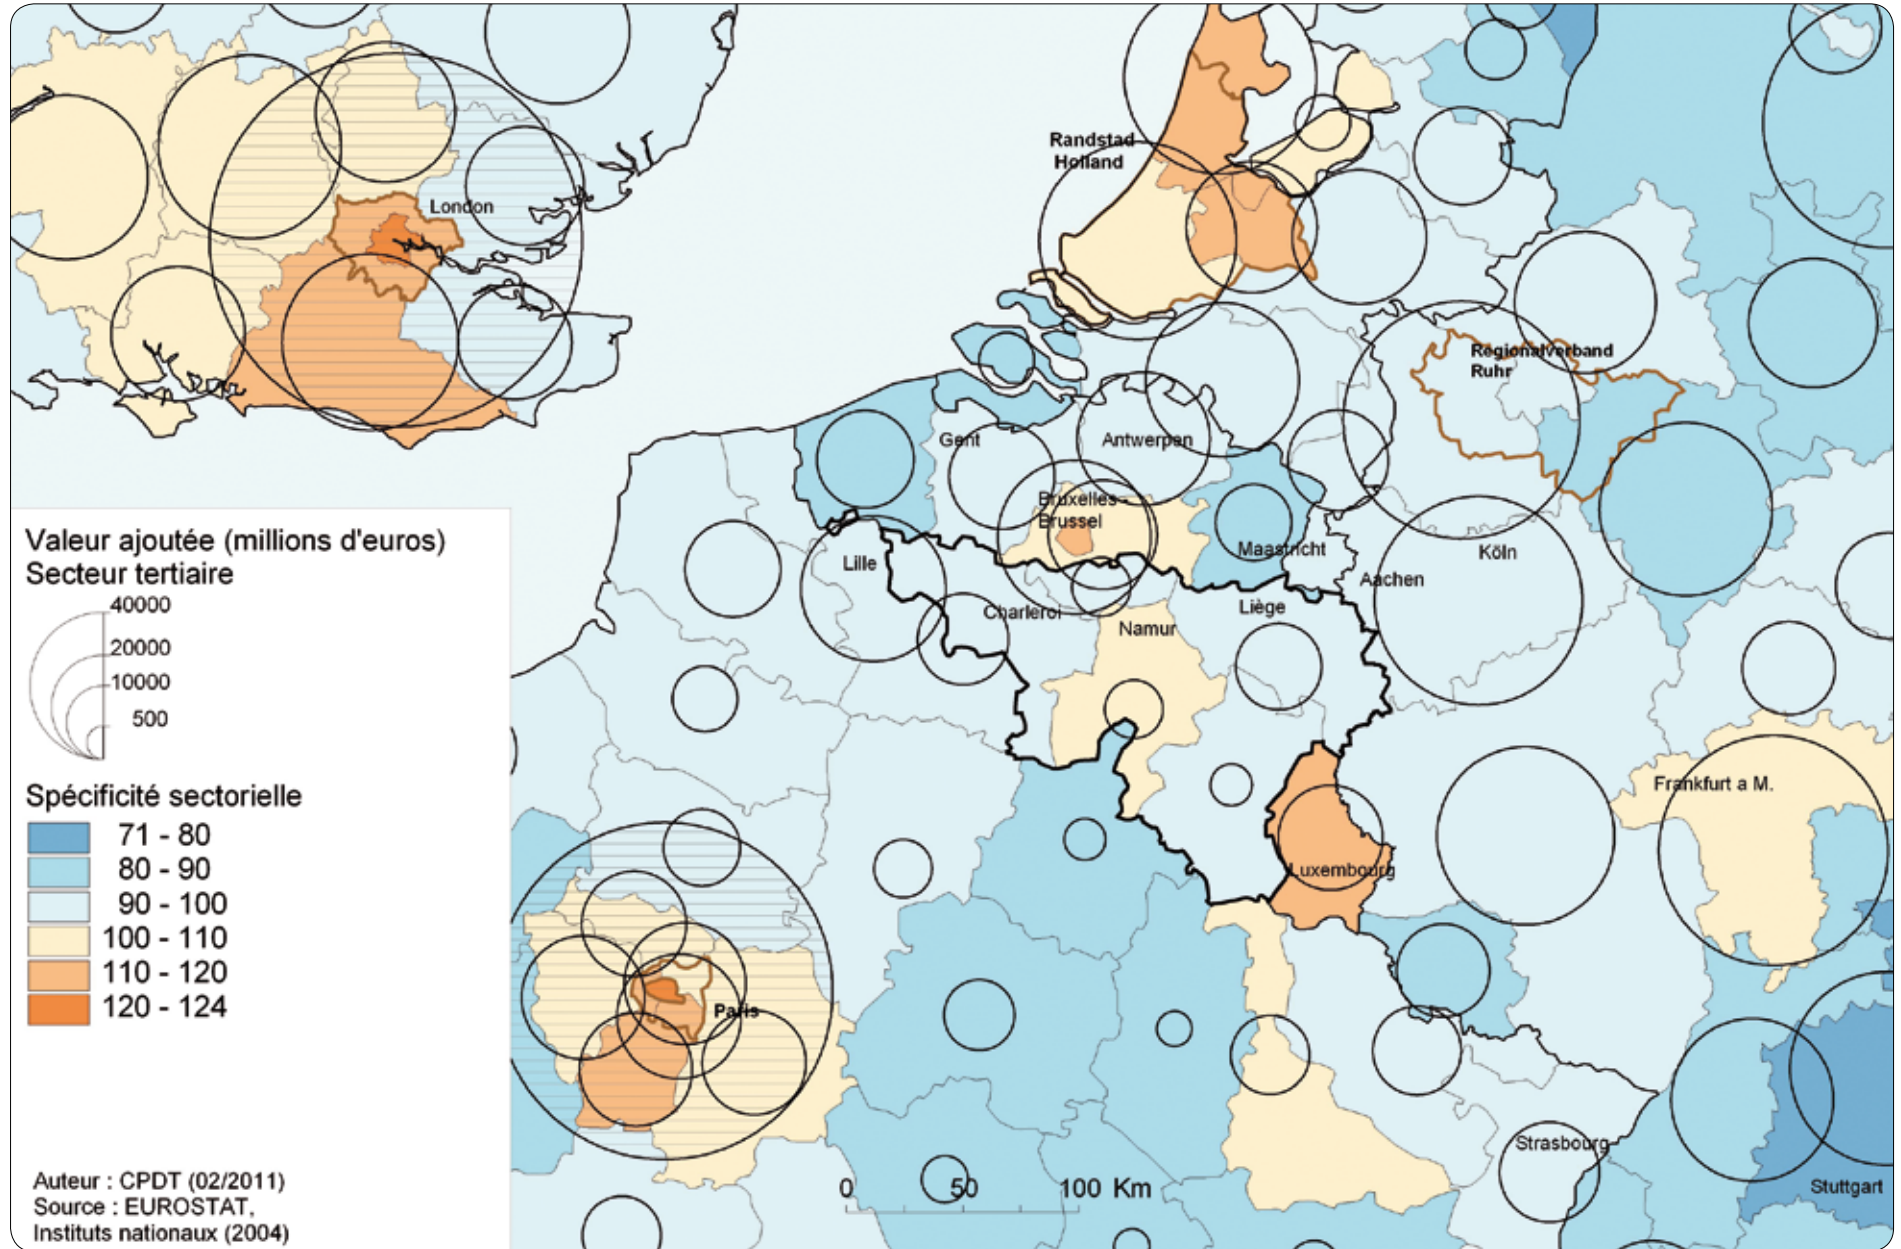 Randstad
Holland
London
Regionalverband
Ruhr
Gent
Antwerpen
Bruxelles -
Brussel
Maastricht
Köln
Lille
Aachen
Charleroi
Liège
Namur
Frankfurt a M.
Luxembourg
Paris
Strasbourg
Stuttgart
0 50 100 Km
Valeur ajoutée (millions d'euros)
Secteur tertiaire
40000
20000
10000
500
Spécificité sectorielle
71 - 80
80 - 90
90 - 100
100 - 110
110 - 120
120 - 124
Auteur : CPDT (02/2011)
Source : EUROSTAT,
Instituts nationaux (2004)